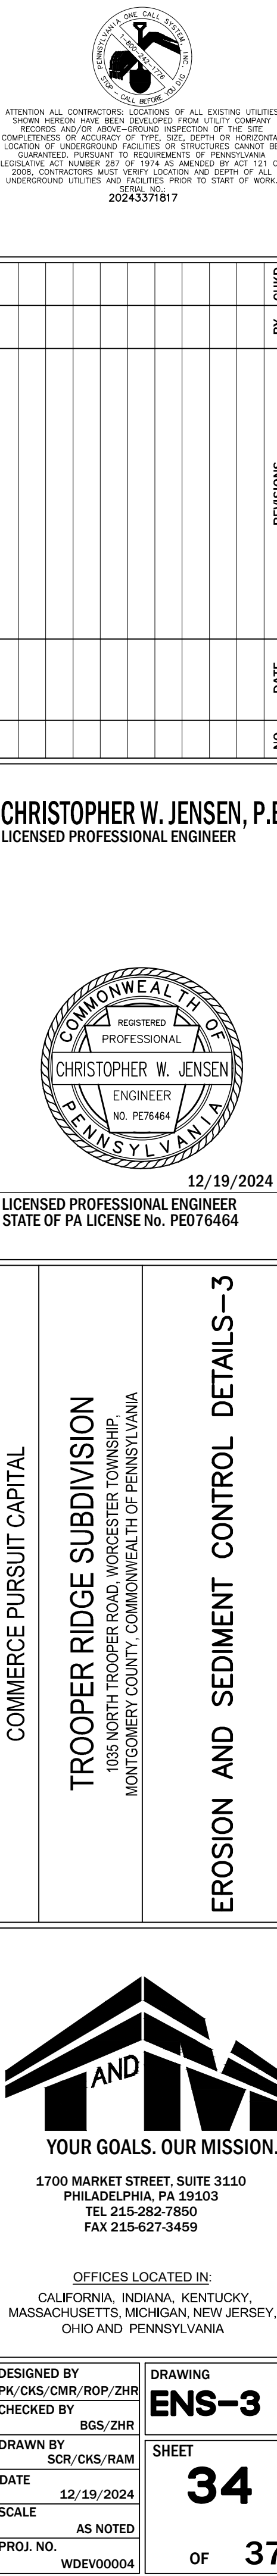 PENNSYLVANIA ONE CALL SYSTEM, INC.
1-800-242-1776
STOP - CALL BEFORE YOU DIG
ATTENTION ALL CONTRACTORS: LOCATIONS OF ALL EXISTING UTILITIES
SHOWN HEREON HAVE BEEN DEVELOPED FROM UTILITY COMPANY
RECORDS AND/OR ABOVE-GROUND INSPECTION OF THE SITE
COMPLETENESS OR ACCURACY OF TYPE, SIZE, DEPTH OR HORIZONTA
LOCATION OF UNDERGROUND FACILITIES OR STRUCTURES CANNOT BE
GUARANTEED. PURSUANT TO REQUIREMENTS OF PENNSYLVANIA
LEGISLATIVE ACT NUMBER 287 OF 1974 AS AMENDED BY ACT 121 O
2008, CONTRACTORS MUST VERIFY LOCATION AND DEPTH OF ALL
UNDERGROUND UTILITIES AND FACILITIES PRIOR TO START OF WORK.
SERIAL NO.:
20243371817
BY
REVISIONS
DATE
NO.
CHRISTOPHER W. JENSEN, P.E
LICENSED PROFESSIONAL ENGINEER
COMMONWEALTH OF
REGISTERED
PROFESSIONAL
CHRISTOPHER W. JENSEN
ENGINEER
NO. PE76464
PENNSYLVANIA
12/19/2024
LICENSED PROFESSIONAL ENGINEER
STATE OF PA LICENSE No. PE076464
COMMERCE PURSUIT CAPITAL
TROOPER RIDGE SUBDIVISION
1035 NORTH TROOPER ROAD, WORCESTER TOWNSHIP,
MONTGOMERY COUNTY, COMMONWEALTH OF PENNSYLVANIA
EROSION AND SEDIMENT CONTROL DETAILS-3
AND
YOUR GOALS. OUR MISSION.
1700 MARKET STREET, SUITE 3110
PHILADELPHIA, PA 19103
TEL 215-282-7850
FAX 215-627-3459
OFFICES LOCATED IN:
CALIFORNIA, INDIANA, KENTUCKY,
MASSACHUSETTS, MICHIGAN, NEW JERSEY,
OHIO AND PENNSYLVANIA
DESIGNED BY
PK/CKS/CMR/ROP/ZHR
CHECKED BY
BGS/ZHR
DRAWN BY
SCR/CKS/RAM
DATE
12/19/2024
SCALE
AS NOTED
PROJ. NO.
WDEV00004
DRAWING
ENS-3
SHEET
34
OF 37